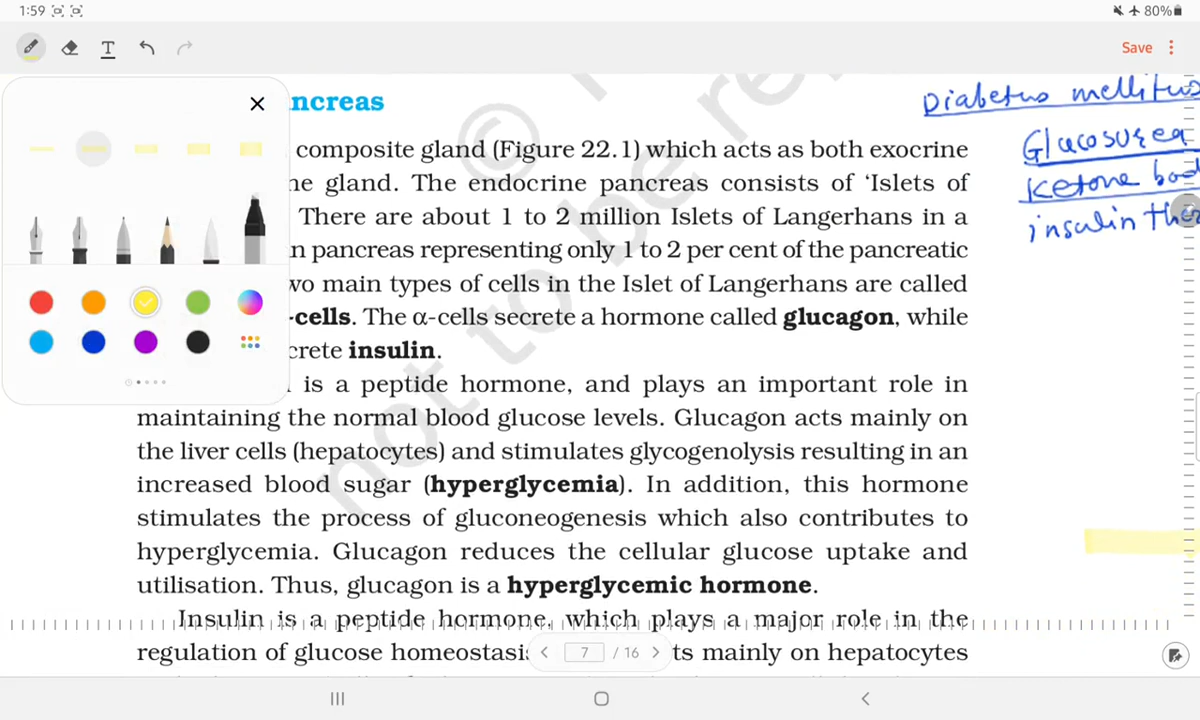 1:59 80%
Save
ncreas
Diabetus mellitus
composite gland (Figure 22.1) which acts as both exocrine
Glucosurea
ne gland. The endocrine pancreas consists of ‘Islets of
Ketone bod
There are about 1 to 2 million Islets of Langerhans in a
insulin the
n pancreas representing only 1 to 2 per cent of the pancreatic
wo main types of cells in the Islet of Langerhans are called
-cells. The α-cells secrete a hormone called glucagon, while
crete insulin.
is a peptide hormone, and plays an important role in
maintaining the normal blood glucose levels. Glucagon acts mainly on
the liver cells (hepatocytes) and stimulates glycogenolysis resulting in an
increased blood sugar (hyperglycemia). In addition, this hormone
stimulates the process of gluconeogenesis which also contributes to
hyperglycemia. Glucagon reduces the cellular glucose uptake and
utilisation. Thus, glucagon is a hyperglycemic hormone.
Insulin is a peptide hormone, which plays a major role in the
regulation of glucose homeostasis ts mainly on hepatocytes
7 / 16
© not to be re